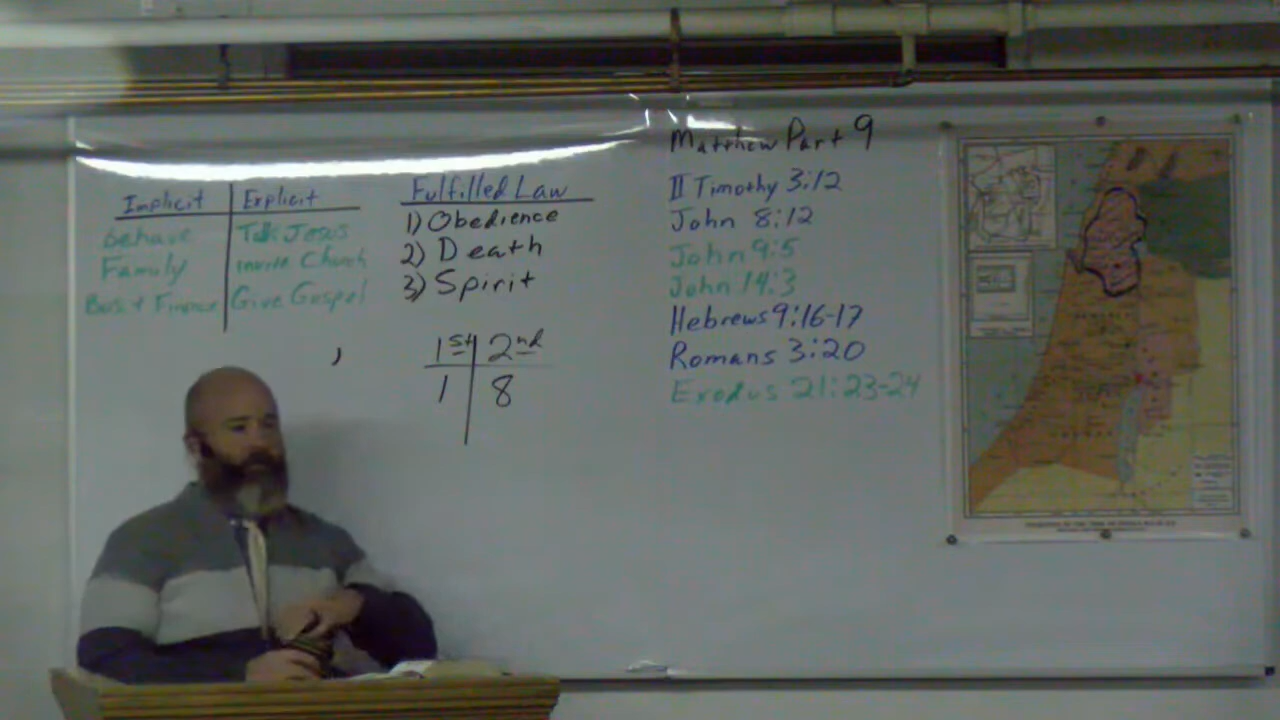 Implicit Explicit
Behave Talk Jesus
Family Invite Church
Bus + Finance Give Gospel
Fulfilled Law
1) Obedience
2) Death
3) Spirit
1st 2nd
1 8
Matthew Part 9
II Timothy 3:12
John 8:12
John 9:5
John 14:3
Hebrews 9:16-17
Romans 3:20
Exodus 21:23-24